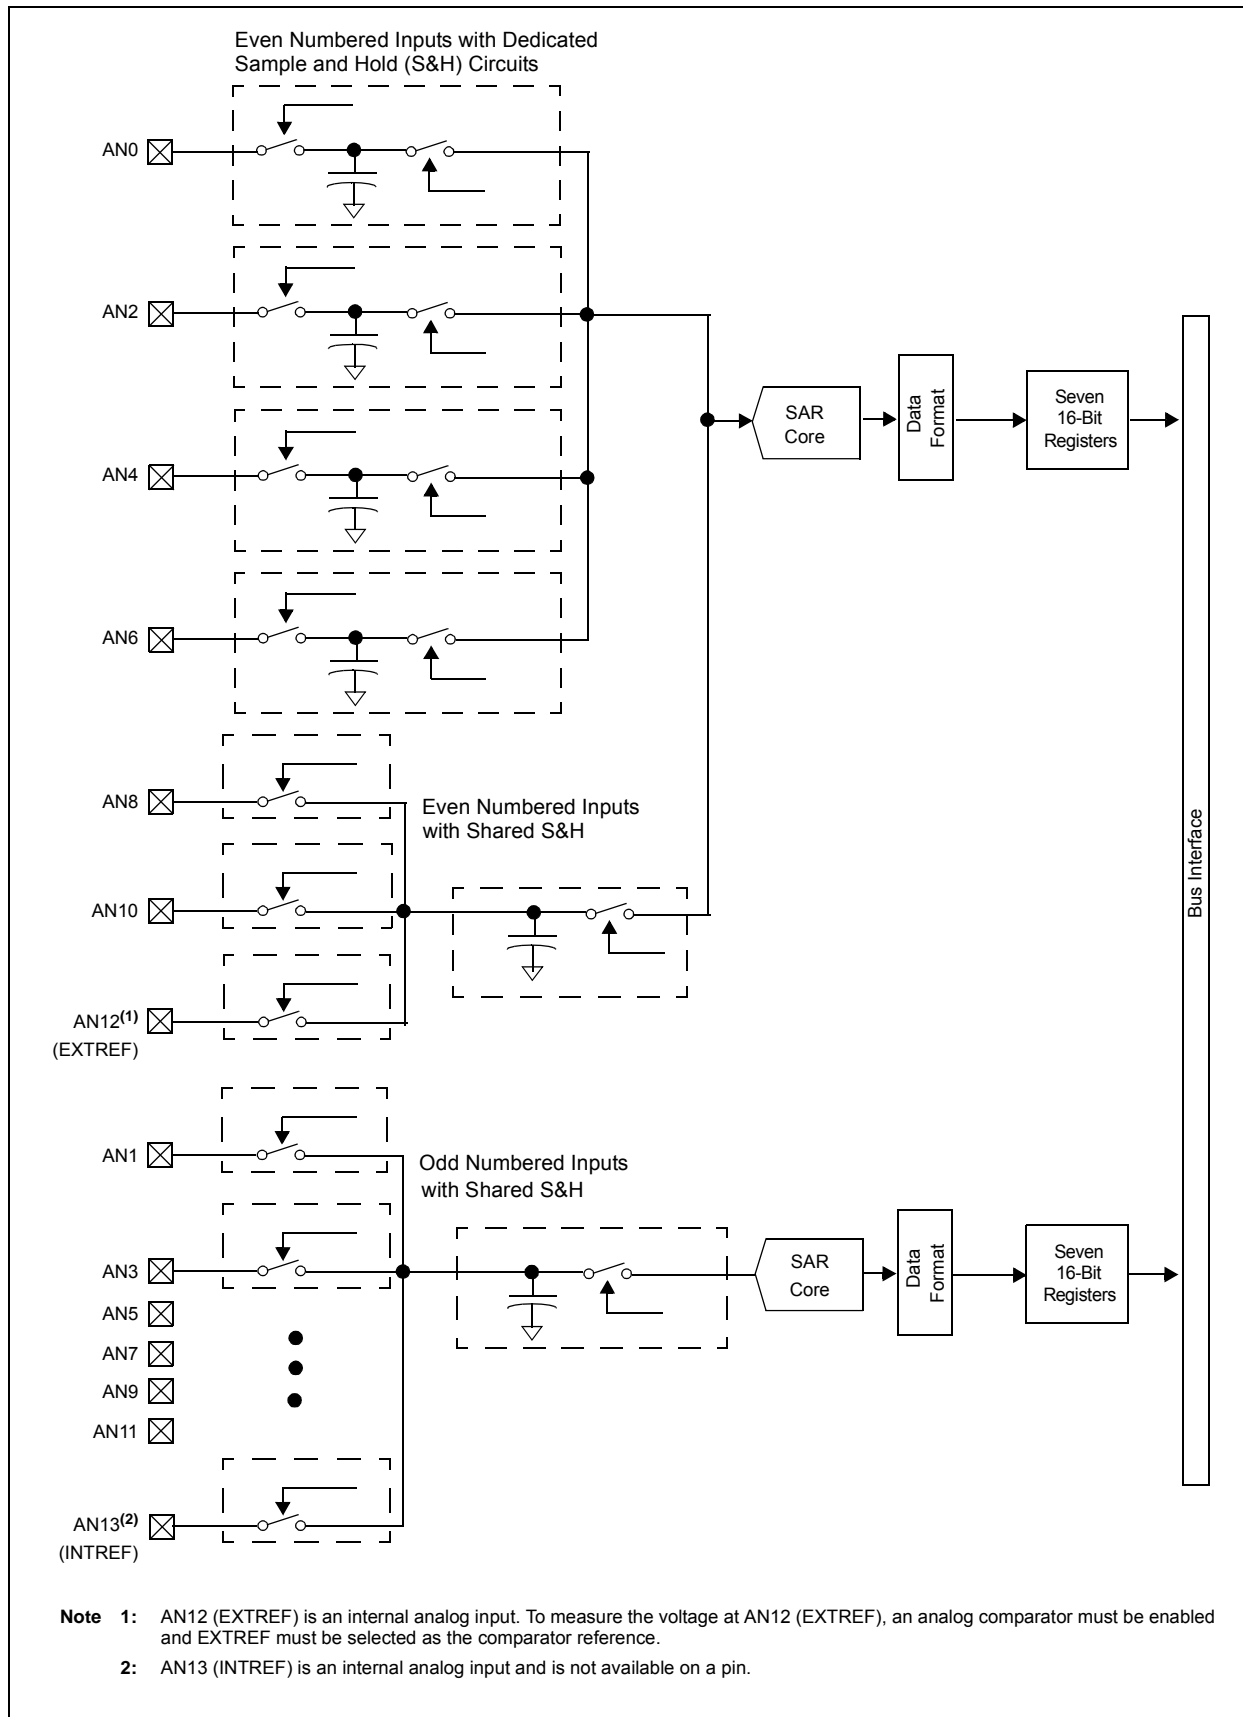 Even Numbered Inputs with Dedicated
Sample and Hold (S&H) Circuits
AN0
AN2
AN4
AN6
SAR
Core
Data
Format
Seven
16-Bit
Registers
Bus Interface
AN8
Even Numbered Inputs
with Shared S&H
AN10
AN12(1)
(EXTREF)
AN1
Odd Numbered Inputs
with Shared S&H
AN3
SAR
Core
Data
Format
Seven
16-Bit
Registers
AN5
AN7
AN9
AN11
AN13(2)
(INTREF)
Note 1: AN12 (EXTREF) is an internal analog input. To measure the voltage at AN12 (EXTREF), an analog comparator must be enabled
and EXTREF must be selected as the comparator reference.
2: AN13 (INTREF) is an internal analog input and is not available on a pin.